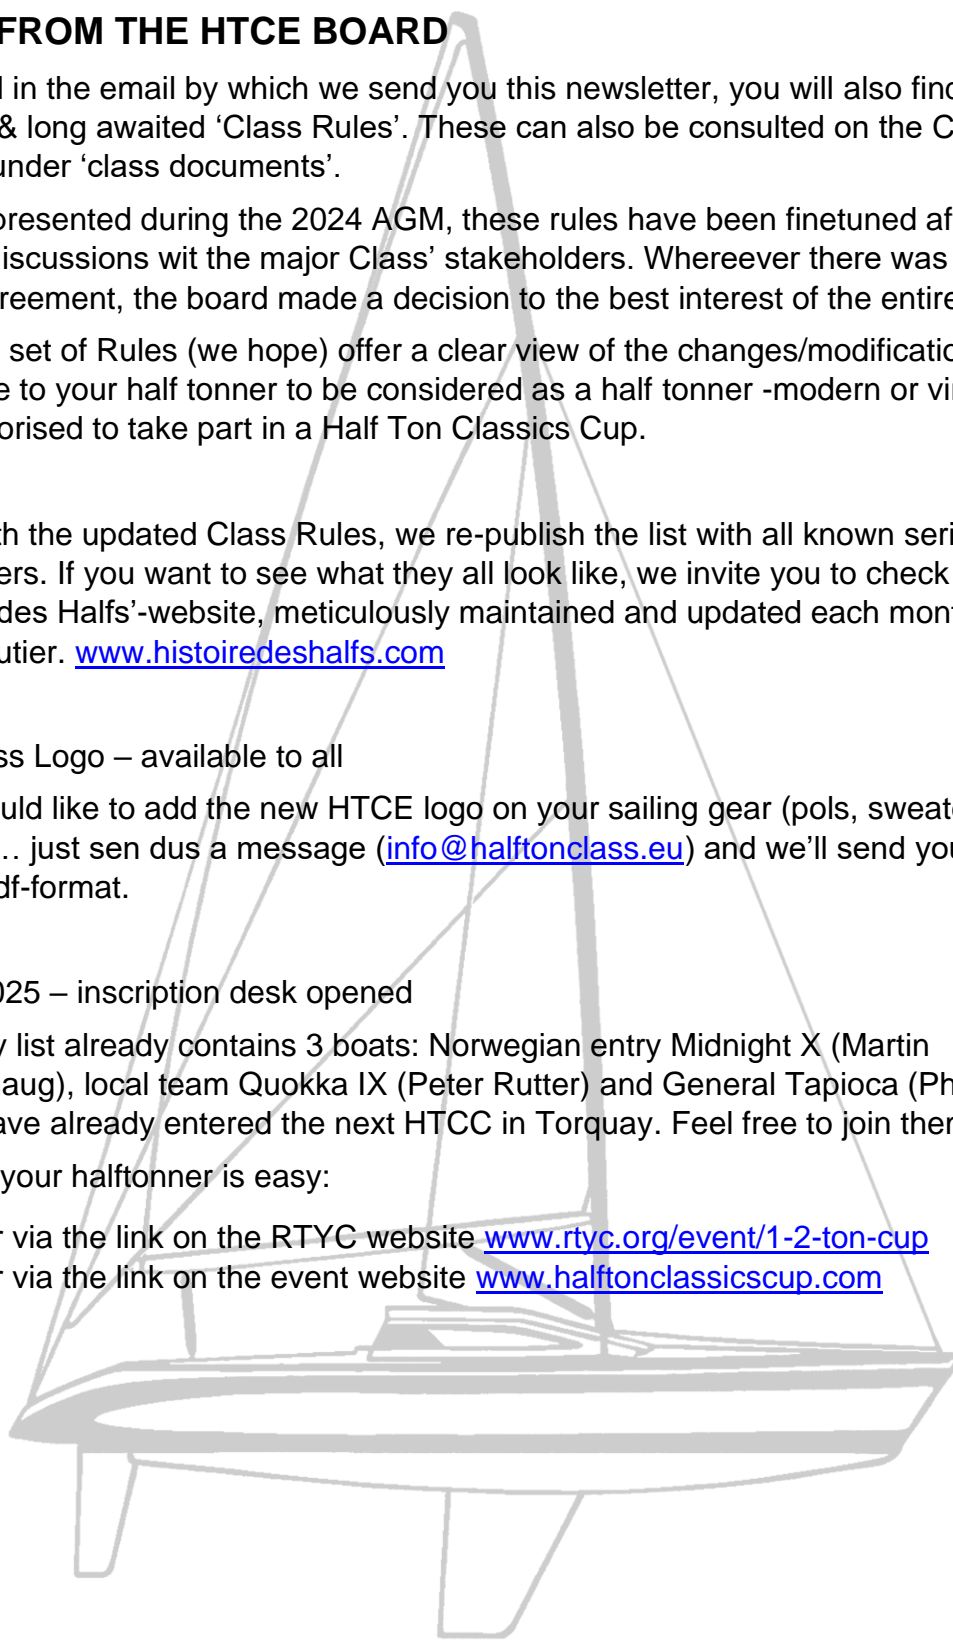 FROM THE HTCE BOARD
in the email by which we send you this newsletter, you will also find
& long awaited ‘Class Rules’. These can also be consulted on the C
under ‘class documents’.
presented during the 2024 AGM, these rules have been finetuned af
iscussions wit the major Class’ stakeholders. Whereever there was
reement, the board made a decision to the best interest of the entire
set of Rules (we hope) offer a clear view of the changes/modificatio
e to your half tonner to be considered as a half tonner -modern or vin
orised to take part in a Half Ton Classics Cup.
th the updated Class Rules, we re-publish the list with all known seri
ers. If you want to see what they all look like, we invite you to check
des Halfs’-website, meticulously maintained and updated each mont
utier. www.histoiredeshalfs.com
ss Logo – available to all
uld like to add the new HTCE logo on your sailing gear (pols, sweate
… just sen dus a message (info@halftonclass.eu) and we’ll send you
df-format.
025 – inscription desk opened
y list already contains 3 boats: Norwegian entry Midnight X (Martin
aug), local team Quokka IX (Peter Rutter) and General Tapioca (Ph
ave already entered the next HTCC in Torquay. Feel free to join them
your halftonner is easy:
r via the link on the RTYC website www.rtyc.org/event/1-2-ton-cup
r via the link on the event website www.halftonclassicscup.com